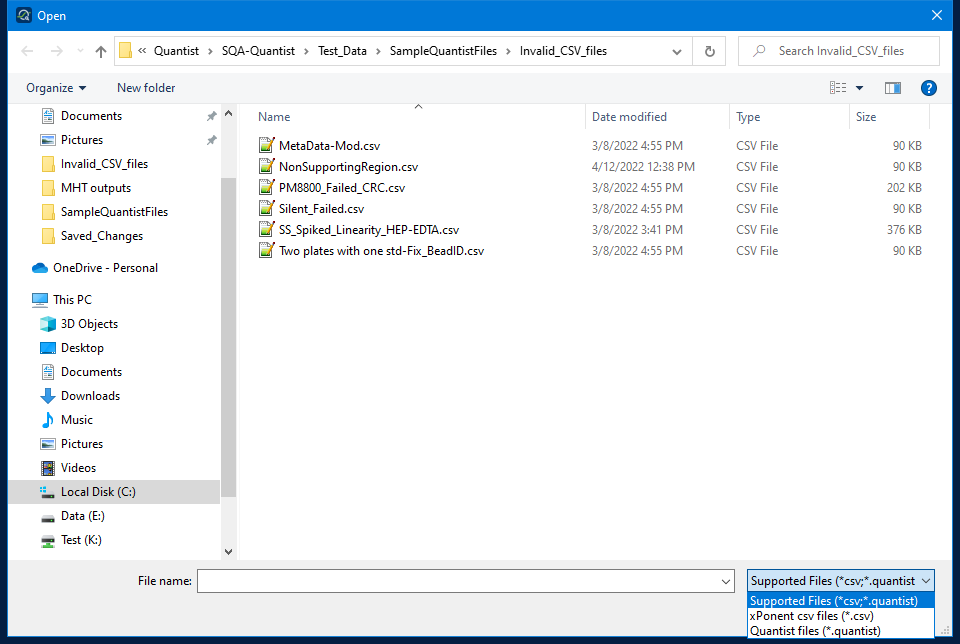 Open
« Quantist › SQA-Quantist › Test_Data › SampleQuantistFiles › Invalid_CSV_files
Search Invalid_CSV_files
Organize New folder
Documents
Pictures
Invalid_CSV_files
MHT outputs
SampleQuantistFiles
Saved_Changes
OneDrive - Personal
This PC
3D Objects
Desktop
Documents
Downloads
Music
Pictures
Videos
Local Disk (C:)
Data (E:)
Test (K:)
Name Date modified Type Size
MetaData-Mod.csv 3/8/2022 4:55 PM CSV File 90 KB
NonSupportingRegion.csv 4/12/2022 12:38 PM CSV File 90 KB
PM8800_Failed_CRC.csv 3/8/2022 4:55 PM CSV File 202 KB
Silent_Failed.csv 3/8/2022 4:55 PM CSV File 90 KB
SS_Spiked_Linearity_HEP-EDTA.csv 3/8/2022 3:41 PM CSV File 376 KB
Two plates with one std-Fix_BeadID.csv 3/8/2022 4:55 PM CSV File 90 KB
File name:
Supported Files (*csv;*.quantist
Supported Files (*csv;*.quantist)
xPonent csv files (*.csv)
Quantist files (*.quantist)